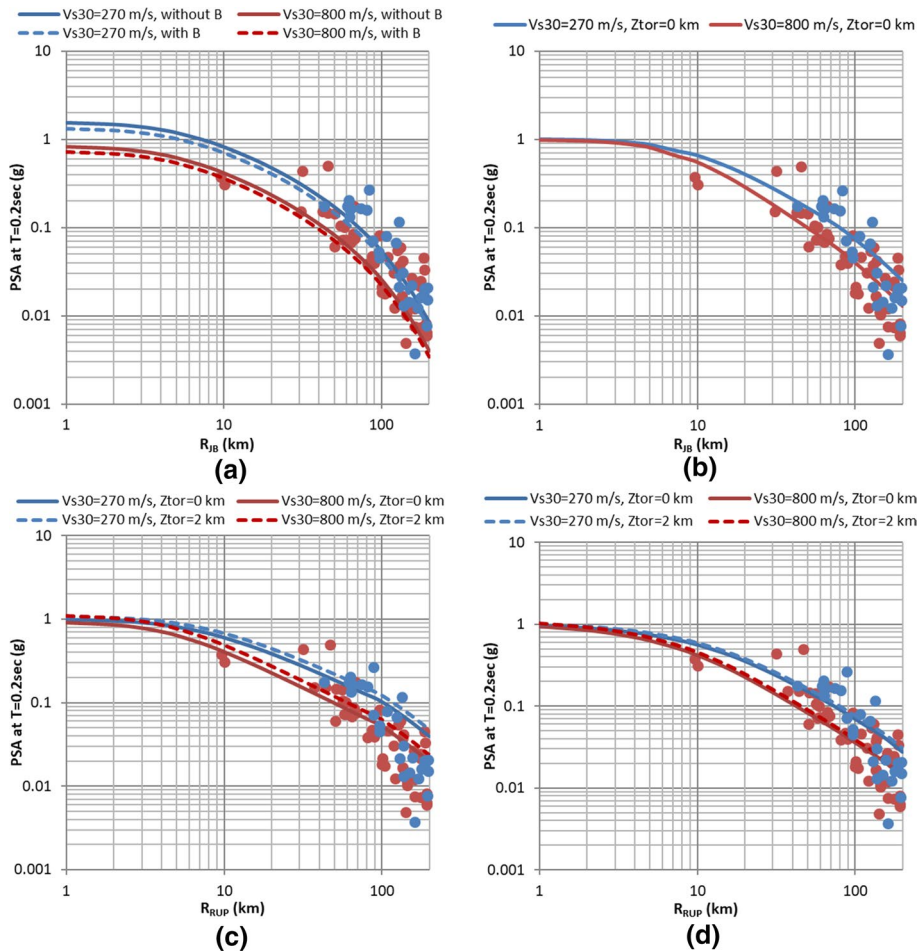 Vs30=270 m/s, without B Vs30=800 m/s, without B
Vs30=270 m/s, with B Vs30=800 m/s, with B
10
1
0.1
0.01
0.001
PSA at T=0.2sec (g)
1 10 100
R_JB (km)
(a)
Vs30=270 m/s, Ztor=0 km Vs30=800 m/s, Ztor=0 km
10
1
0.1
0.01
0.001
PSA at T=0.2sec (g)
1 10 100
R_JB (km)
(b)
Vs30=270 m/s, Ztor=0 km Vs30=800 m/s, Ztor=0 km
Vs30=270 m/s, Ztor=2 km Vs30=800 m/s, Ztor=2 km
10
1
0.1
0.01
0.001
PSA at T=0.2sec (g)
1 10 100
R_RUP (km)
(c)
Vs30=270 m/s, Ztor=0 km Vs30=800 m/s, Ztor=0 km
Vs30=270 m/s, Ztor=2 km Vs30=800 m/s, Ztor=2 km
10
1
0.1
0.01
0.001
PSA at T=0.2sec (g)
1 10 100
R_RUP (km)
(d)